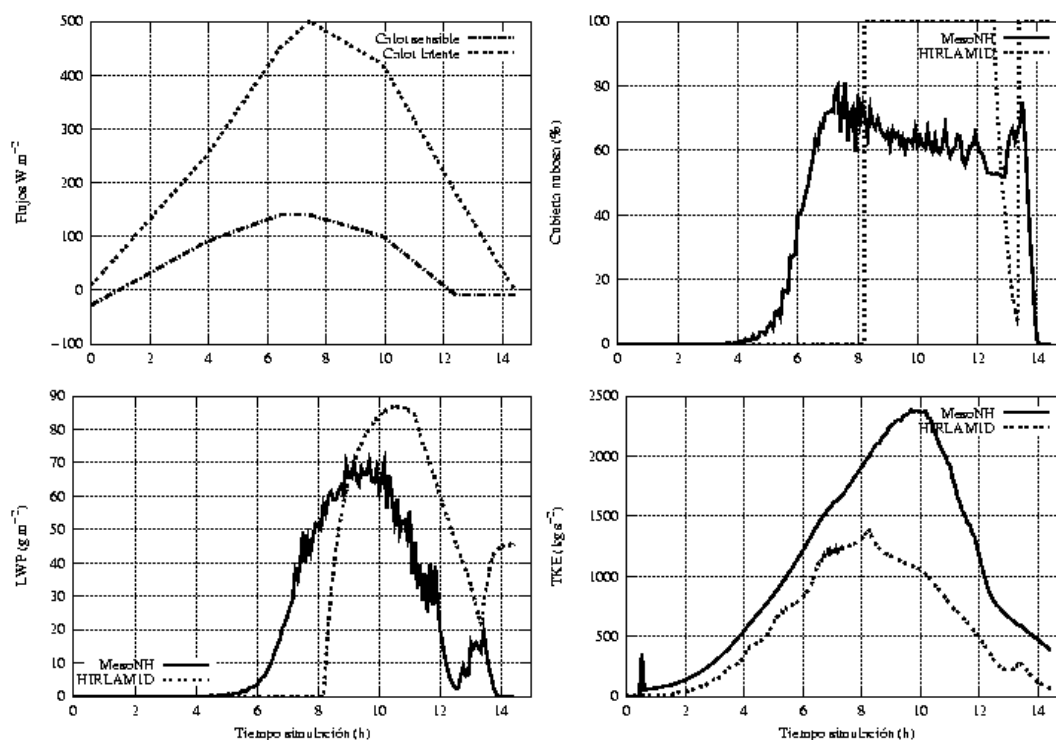 500
400
300
200
100
0
−100
0 2 4 6 8 10 12 14
Flujos W m⁻²
Calor sensible
Calor latente
100
80
60
40
20
0
0 2 4 6 8 10 12 14
Cubierta nubosa (%)
MesoNH
HIRLAM1D
90
80
70
60
50
40
30
20
10
0
0 2 4 6 8 10 12 14
LWP (g m⁻²)
MesoNH
HIRLAM1D
Tiempo simulación (h)
2500
2000
1500
1000
500
0
0 2 4 6 8 10 12 14
TKE (kg s⁻²)
MesoNH
HIRLAM1D
Tiempo simulación (h)